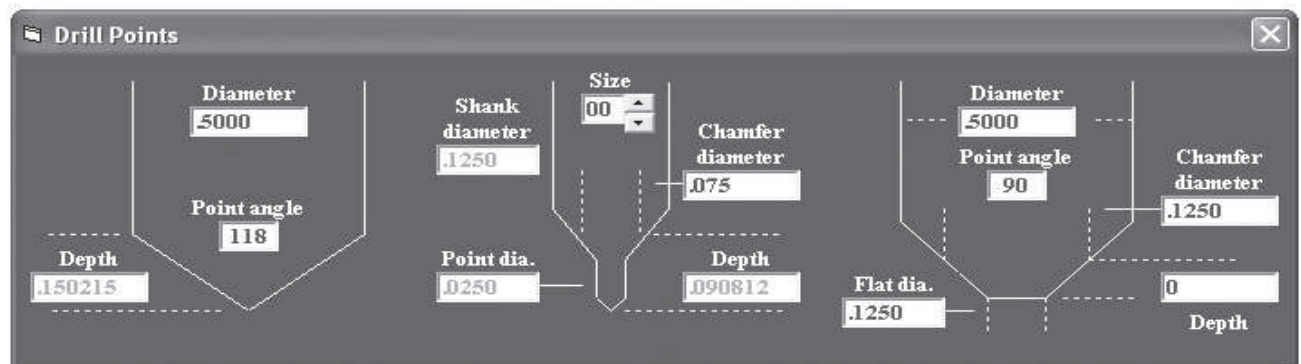 Drill Points
Diameter
.5000
Point angle
118
Depth
.150215
Size
00
Shank
diameter
.1250
Chamfer
diameter
.075
Point dia.
.0250
Depth
.090812
Diameter
.5000
Point angle
90
Chamfer
diameter
.1250
Flat dia.
.1250
0
Depth